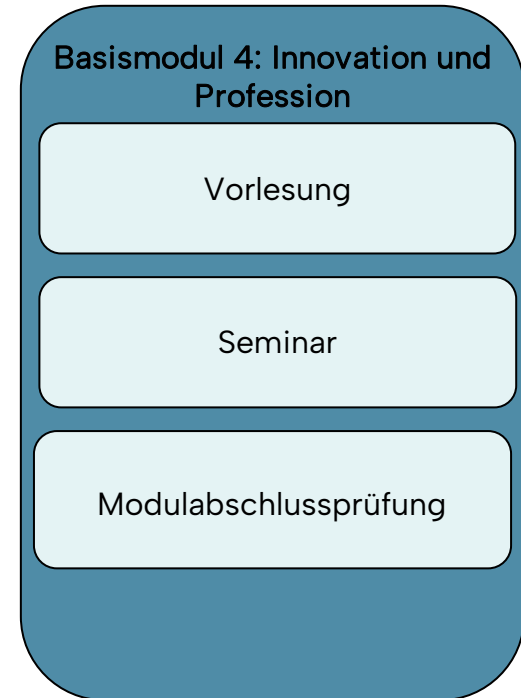 Basismodul 4: Innovation und
Profession
Vorlesung
Seminar
Modulabschlussprüfung